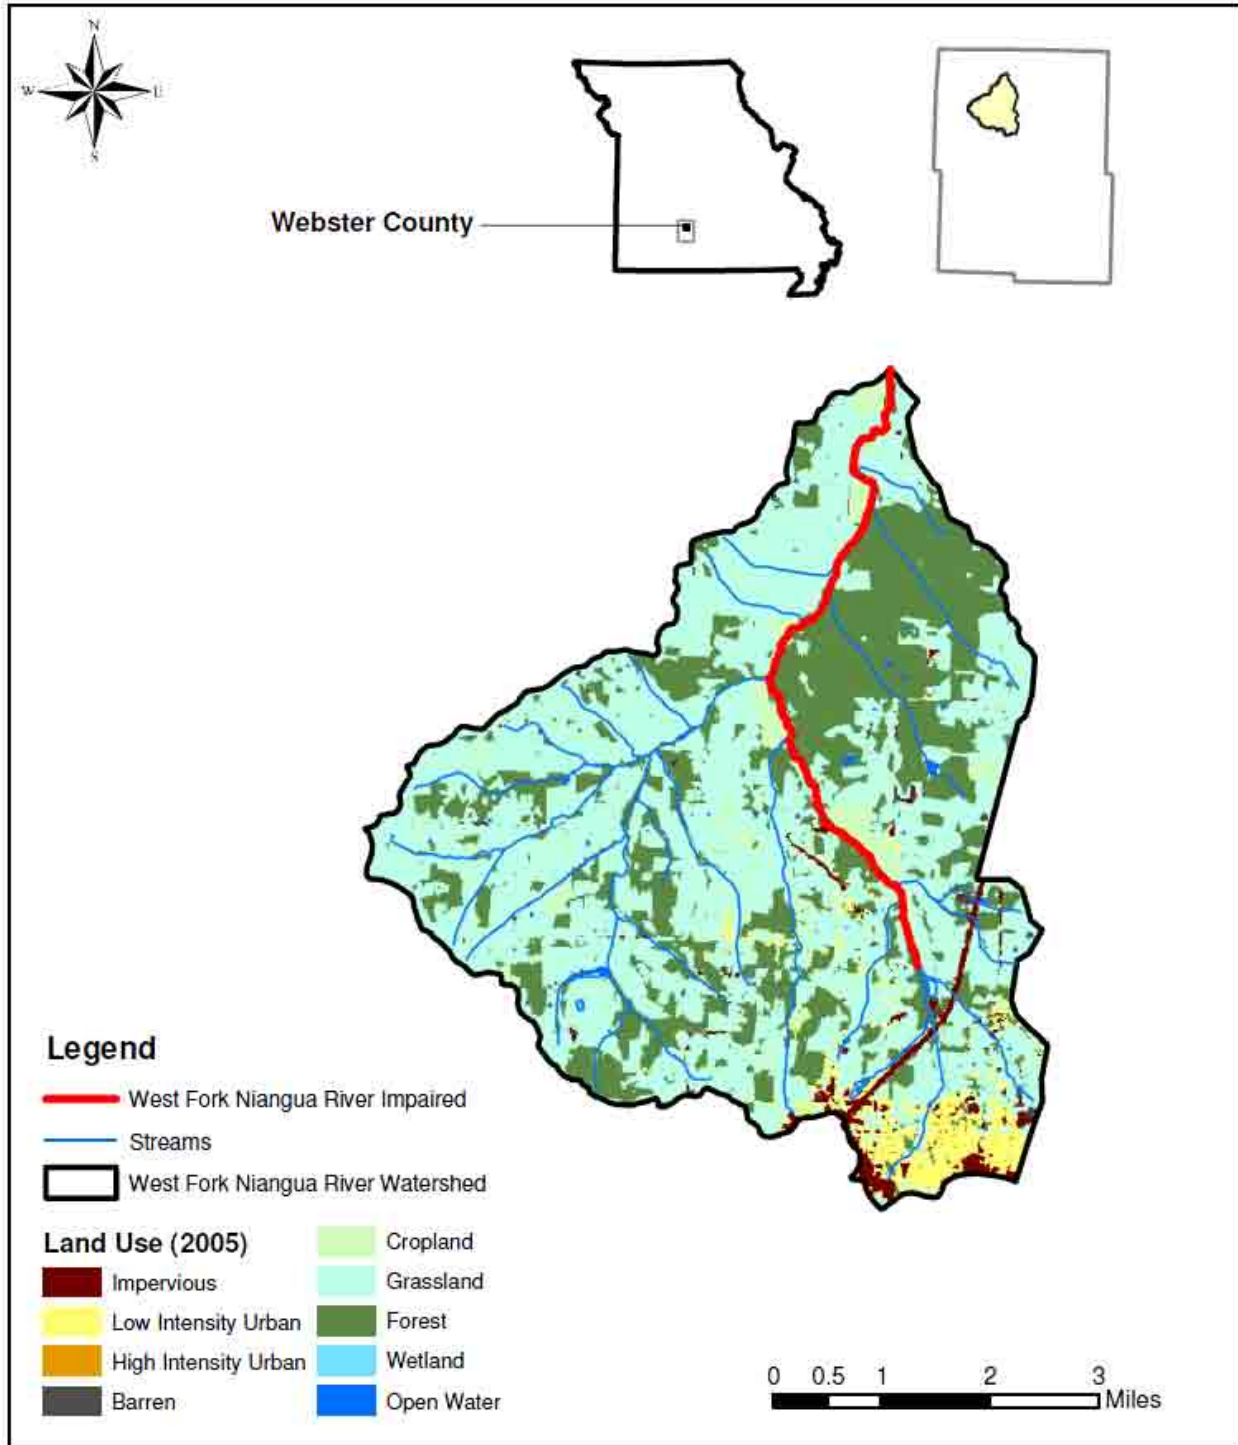 N
W E
S
Webster County
Legend
West Fork Niangua River Impaired
Streams
West Fork Niangua River Watershed
Land Use (2005)
Impervious
Low Intensity Urban
High Intensity Urban
Barren
Cropland
Grassland
Forest
Wetland
Open Water
0 0.5 1 2 3
Miles